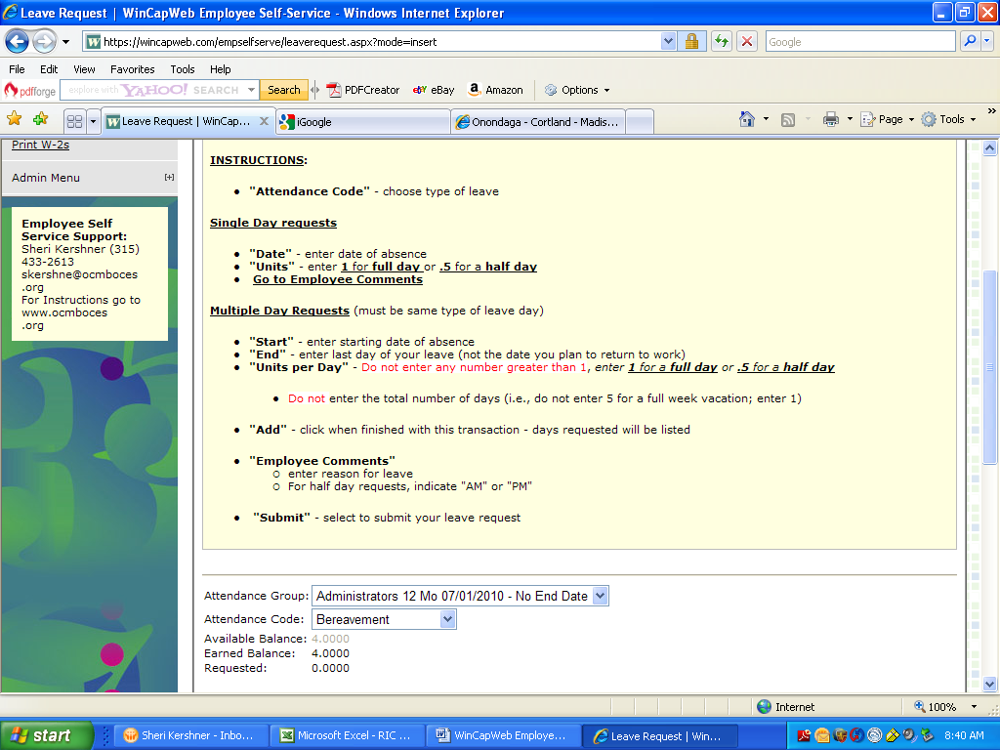 Leave Request | WinCapWeb Employee Self-Service - Windows Internet Explorer
https://wincapweb.com/empselfserve/leaverequest.aspx?mode=insert
Google
File Edit View Favorites Tools Help
pdfforge explore with YAHOO! SEARCH Search PDFCreator eBay Amazon Options
Leave Request | WinCap... iGoogle Onondaga - Cortland - Madis... Page Tools
Print W-2s
Admin Menu [+]
Employee Self
Service Support:
Sheri Kershner (315)
433-2613
skershne@ocmboces
.org
For Instructions go to
www.ocmboces
.org
INSTRUCTIONS:
"Attendance Code" - choose type of leave
Single Day requests
"Date" - enter date of absence
"Units" - enter 1 for full day or .5 for a half day
Go to Employee Comments
Multiple Day Requests (must be same type of leave day)
"Start" - enter starting date of absence
"End" - enter last day of your leave (not the date you plan to return to work)
"Units per Day" - Do not enter any number greater than 1, enter 1 for a full day or .5 for a half day
Do not enter the total number of days (i.e., do not enter 5 for a full week vacation; enter 1)
"Add" - click when finished with this transaction - days requested will be listed
"Employee Comments"
enter reason for leave
For half day requests, indicate "AM" or "PM"
"Submit" - select to submit your leave request
Attendance Group: Administrators 12 Mo 07/01/2010 - No End Date
Attendance Code: Bereavement
Available Balance: 4.0000
Earned Balance: 4.0000
Requested: 0.0000
Internet 100%
start Sheri Kershner - Inbo... Microsoft Excel - RIC ... WinCapWeb Employe... Leave Request | Win... 8:40 AM